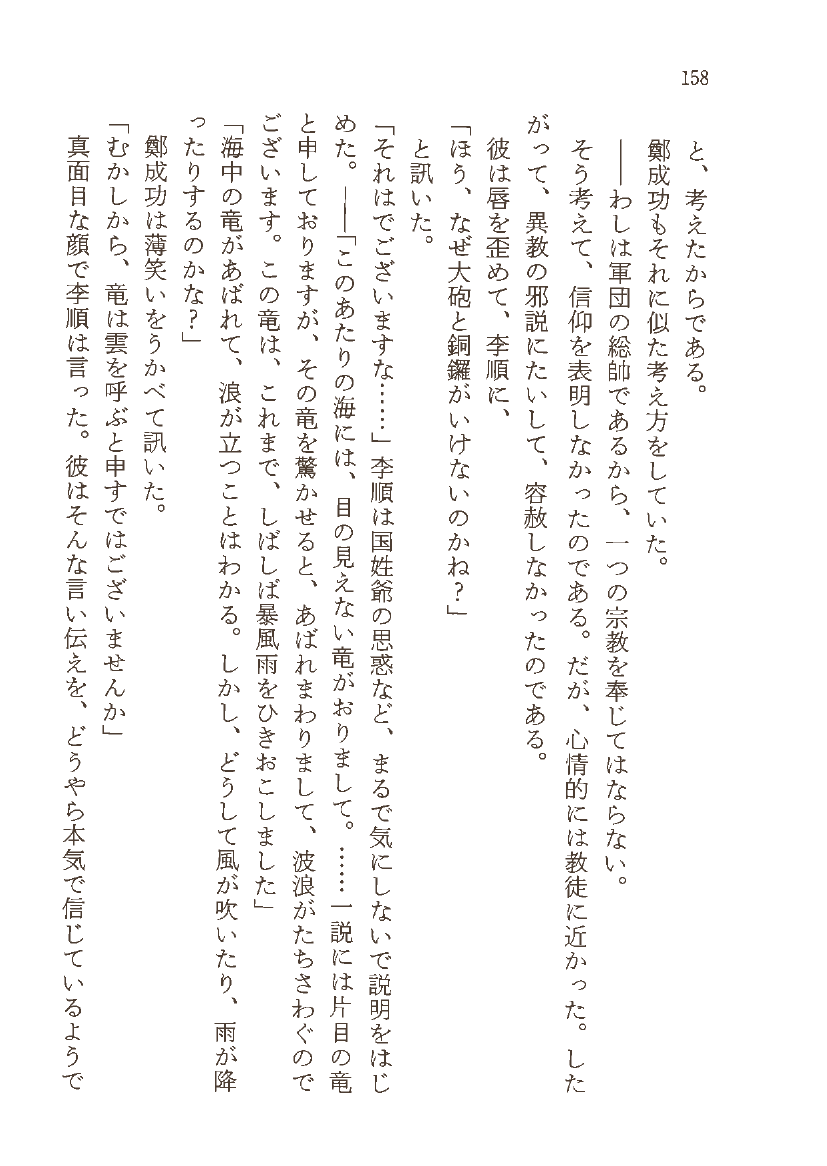 158
と、考えたからである。
鄭成功もそれに似た考え方をしていた。
――わしは軍団の総帥であるから、一つの宗教を奉じてはならない。
そう考えて、信仰を表明しなかったのである。だが、心情的には教徒に近かった。した
がって、異教の邪説にたいして、容赦しなかったのである。
彼は唇を歪めて、李順に、
「ほう、なぜ大砲と銅鑼がいけないのかね?」
と訊いた。
「それはでございますな……」李順は国姓爺の思惑など、まるで気にしないで説明をはじ
めた。――「このあたりの海には、目の見えない竜がおりまして。……一説には片目の竜
と申しておりますが、その竜を驚かせると、あばれまわりまして、波浪がたちさわぐので
ございます。この竜は、これまで、しばしば暴風雨をひきおこしました」
「海中の竜があばれて、浪が立つことはわかる。しかし、どうして風が吹いたり、雨が降
ったりするのかな?」
鄭成功は薄笑いをうかべて訊いた。
「むかしから、竜は雲を呼ぶと申すではございませんか」
真面目な顔で李順は言った。彼はそんな言い伝えを、どうやら本気で信じているようで